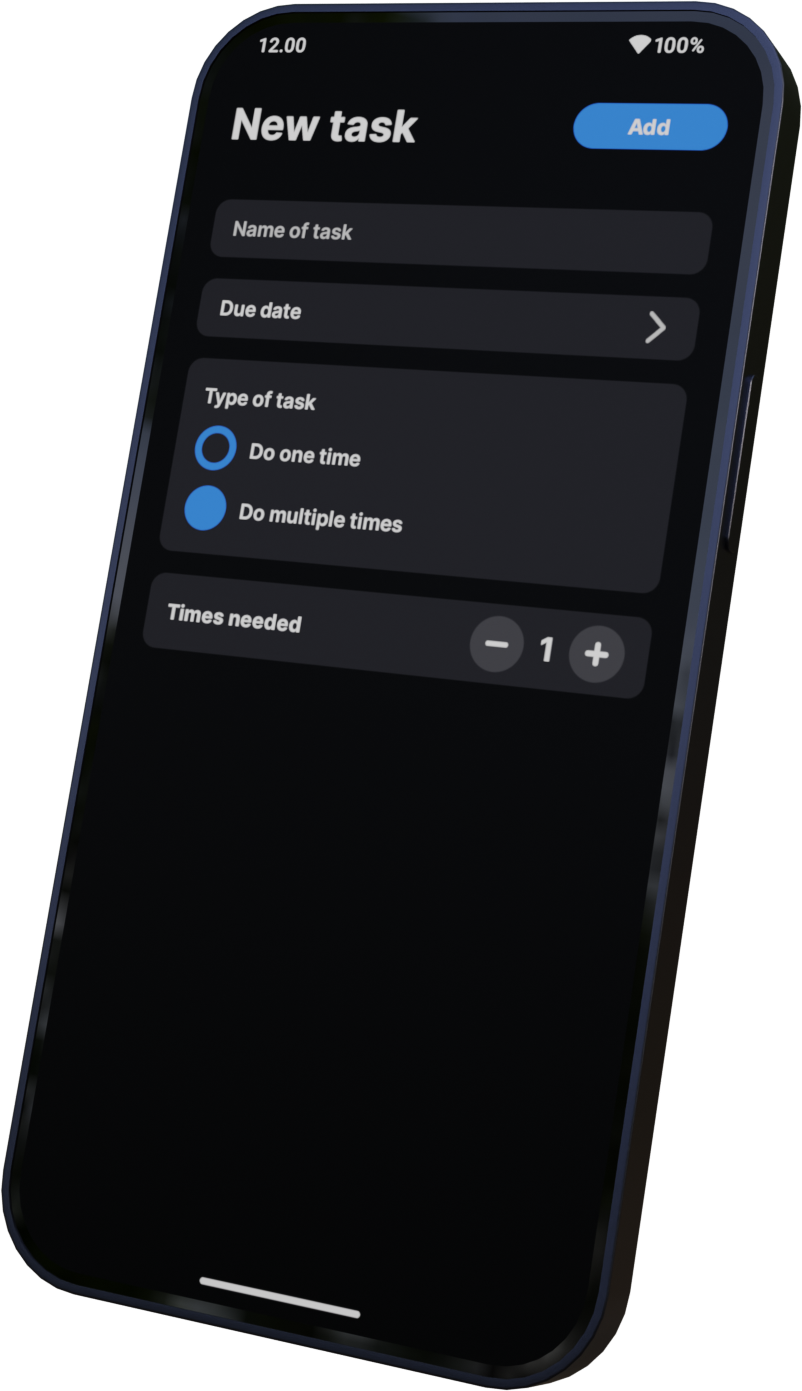 12.00 100%
New task Add
Name of task
Due date
Type of task
Do one time
Do multiple times
Times needed 1